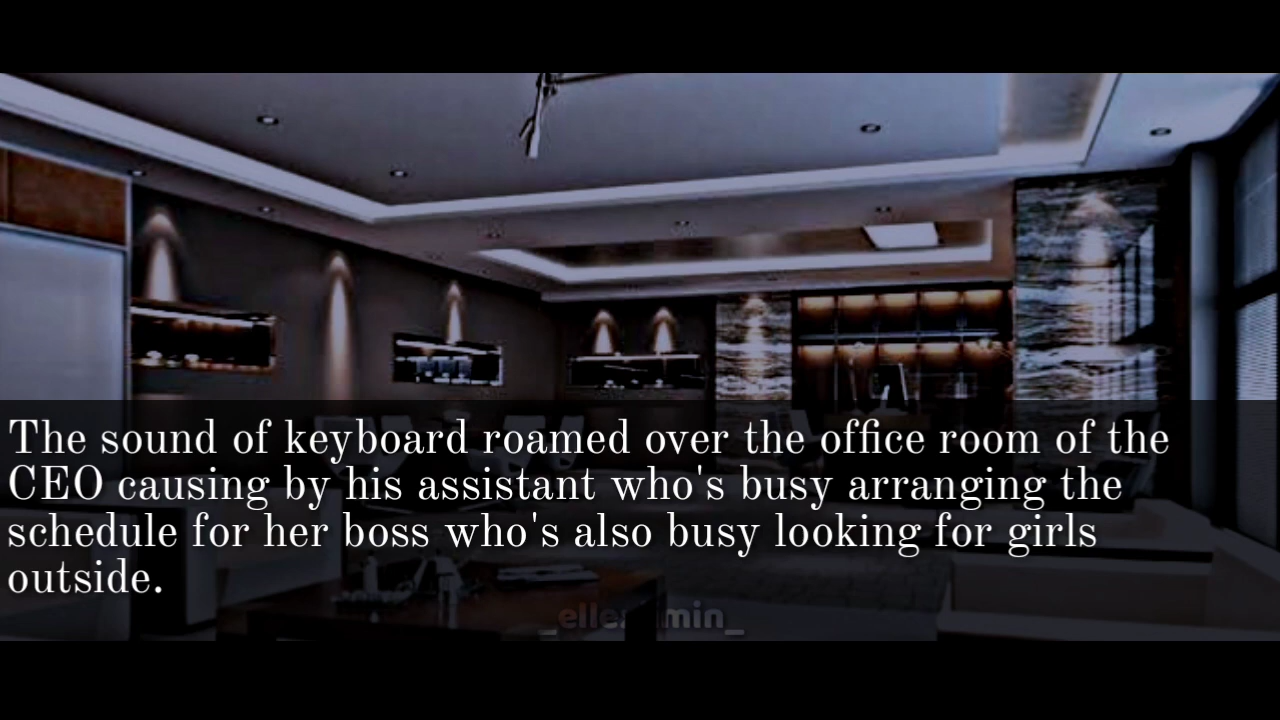 The sound of keyboard roamed over the office room of the
CEO causing by his assistant who's busy arranging the
schedule for her boss who's also busy looking for girls
outside.